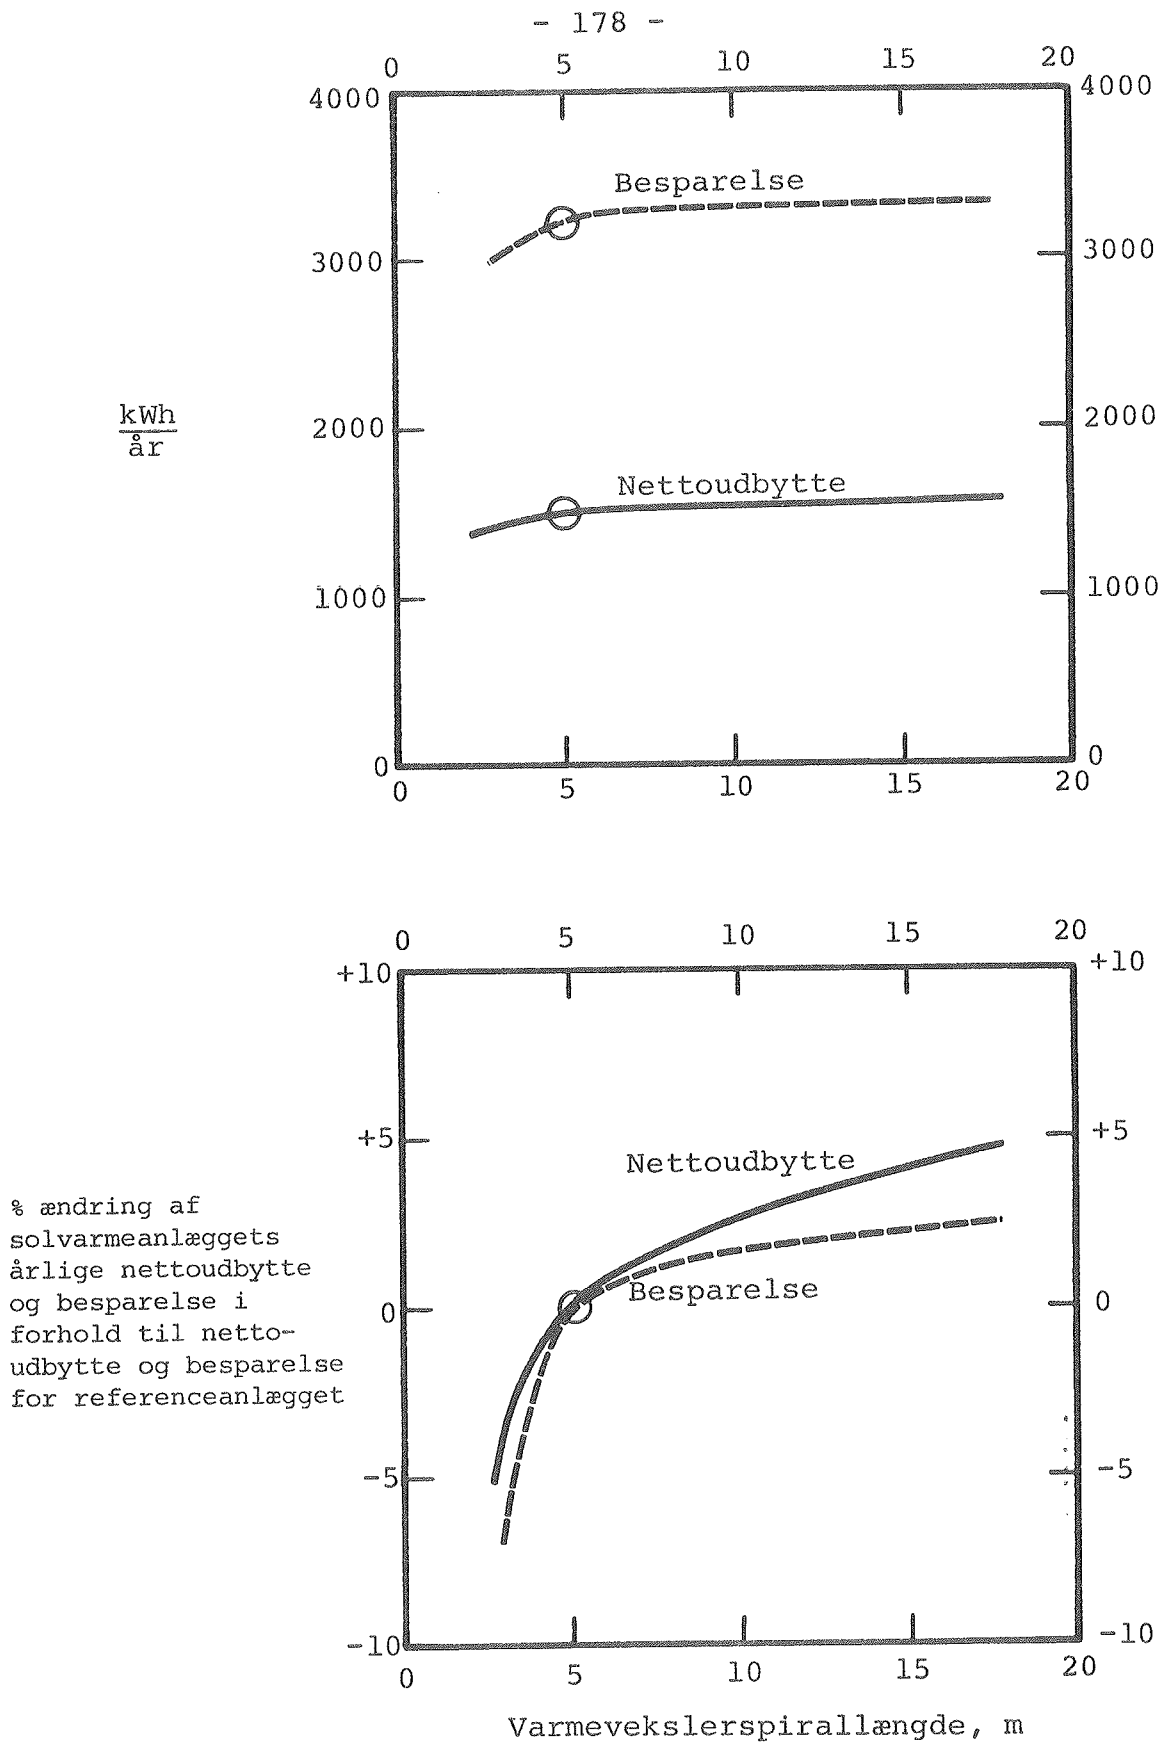 - 178 -
0 5 10 15 20
4000 4000
Besparelse
3000 3000
kWh
år
2000 2000
Nettoudbytte
1000 1000
0 0
0 5 10 15 20
0 5 10 15 20
+10 +10
+5 +5
Nettoudbytte
% ændring af
solvarmeanlæggets
årlige nettoudbytte
og besparelse i
forhold til netto-
udbytte og besparelse
for referenceanlægget
Besparelse
0 0
-5 -5
-10 -10
0 5 10 15 20
Varmevekslerspirallængde, m